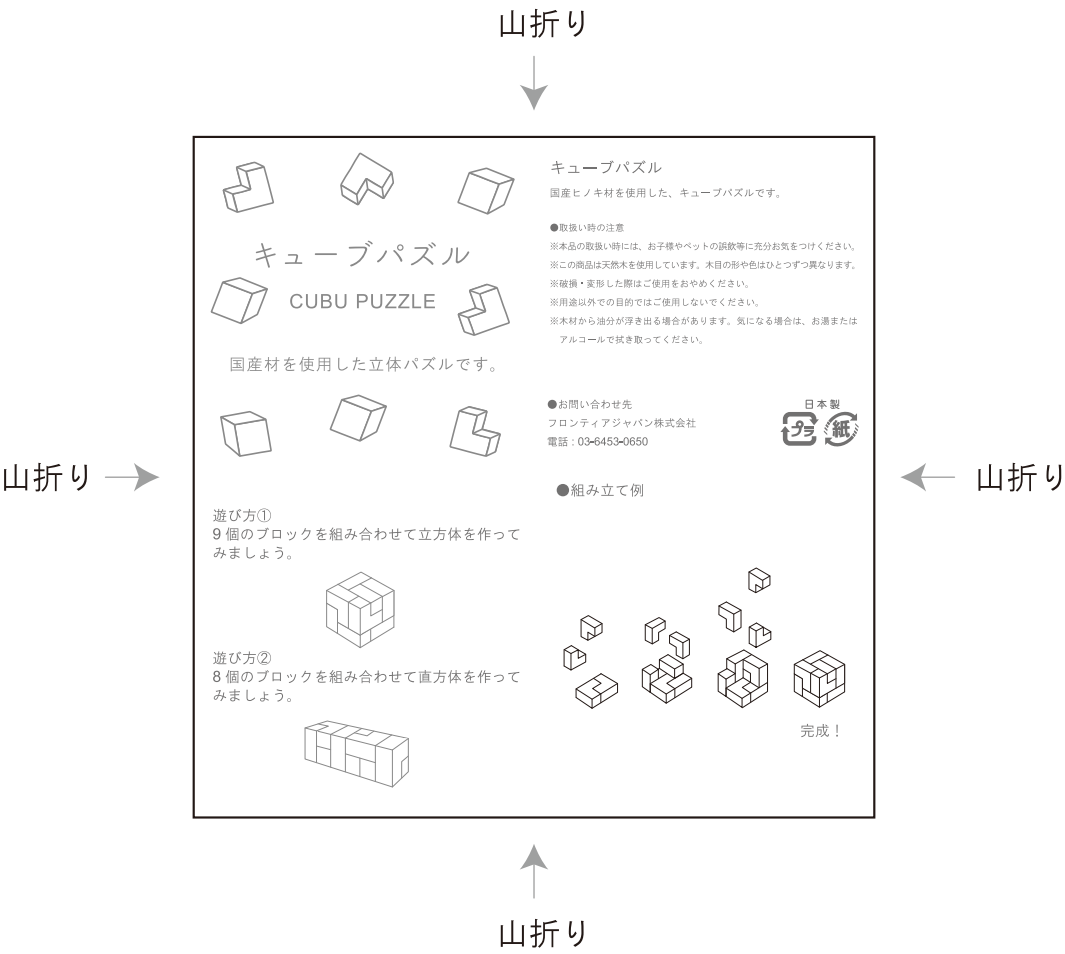 山折り
キューブパズル
CUBU PUZZLE
国産材を使用した立体パズルです。
キューブパズル
国産ヒノキ材を使用した、キューブパズルです。
●取扱い時の注意
※本品の取扱い時には、お子様やペットの誤飲等に充分お気をつけください。
※この商品は天然木を使用しています。木目の形や色はひとつずつ異なります。
※破損・変形した際はご使用をおやめください。
※用途以外での目的ではご使用しないでください。
※木材から油分が浮き出る場合があります。気になる場合は、お湯または
アルコールで拭き取ってください。
●お問い合わせ先
フロンティアジャパン株式会社
電話：03-6453-0650
日本製
プラ
紙
山折り
山折り
遊び方①
9個のブロックを組み合わせて立方体を作って
みましょう。
遊び方②
8個のブロックを組み合わせて直方体を作って
みましょう。
●組み立て例
完成！
山折り